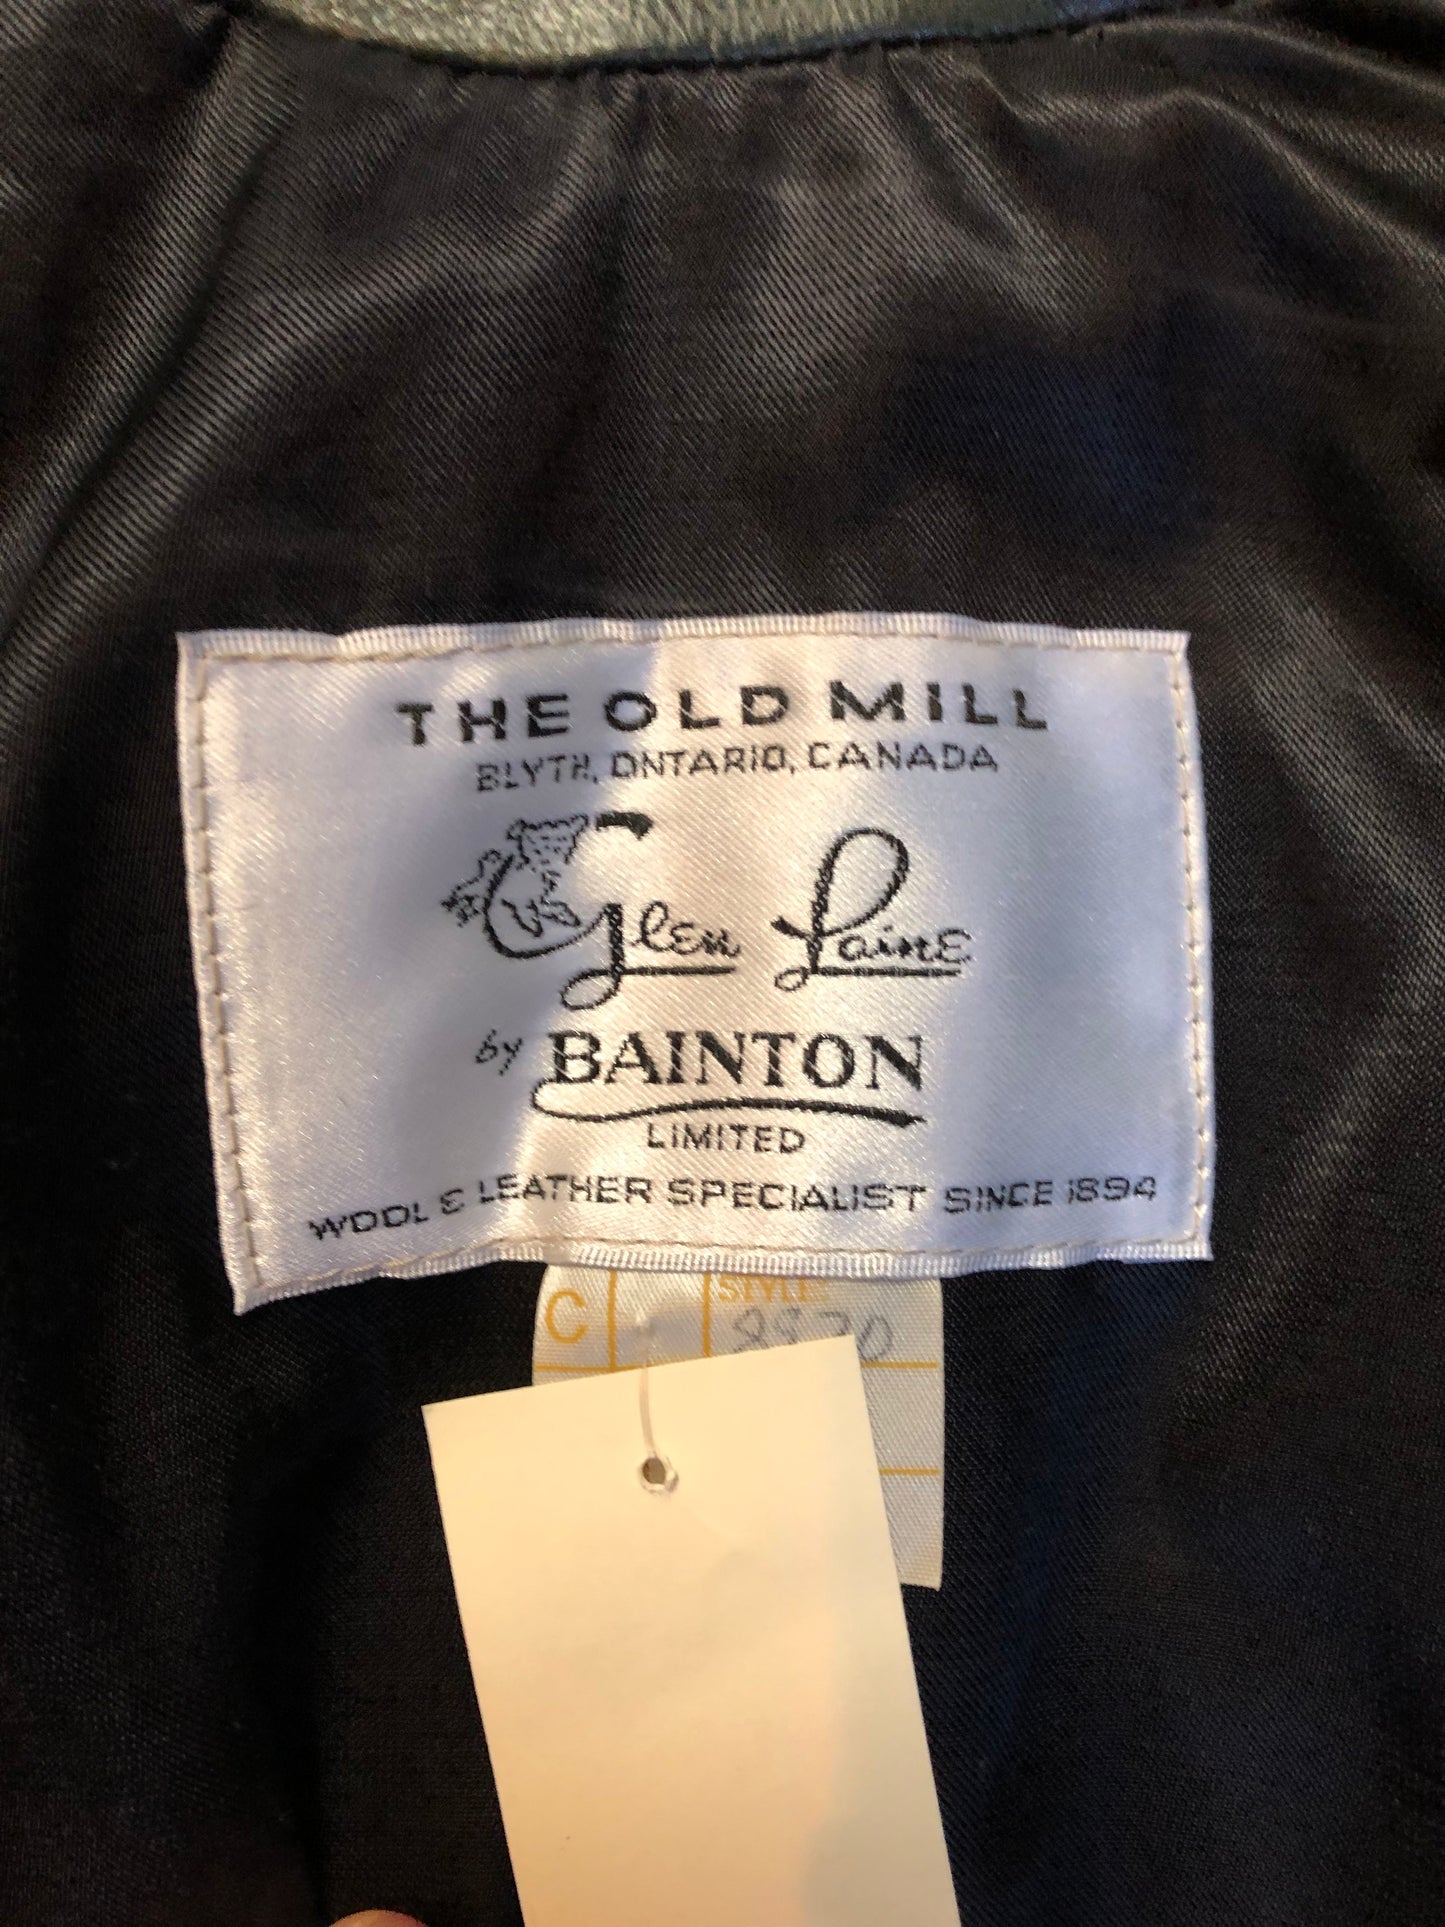 THE OLD MILL
BLYTH, ONTARIO, CANADA
Glen Laine
by BAINTON
LIMITED
WOOL & LEATHER SPECIALIST SINCE 1894
C STYLE: